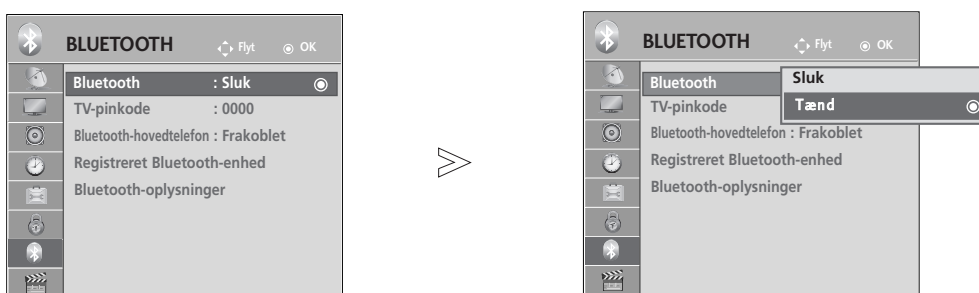 BLUETOOTH Flyt OK
Bluetooth : Sluk
TV-pinkode : 0000
Bluetooth-hovedtelefon : Frakoblet
Registreret Bluetooth-enhed
Bluetooth-oplysninger
BLUETOOTH Flyt OK
Bluetooth
Sluk
Tænd
TV-pinkode
Bluetooth-hovedtelefon : Frakoblet
Registreret Bluetooth-enhed
Bluetooth-oplysninger